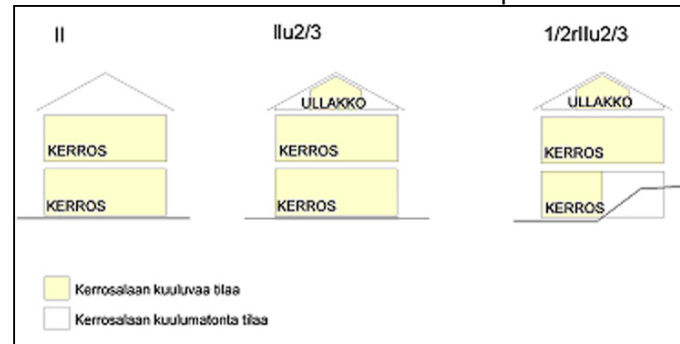 II IIu2/3 1/2rIIu2/3
ULLAKKO ULLAKKO
KERROS KERROS KERROS
KERROS KERROS KERROS
Kerrosalaan kuuluvaa tilaa
Kerrosalaan kuulumatonta tilaa